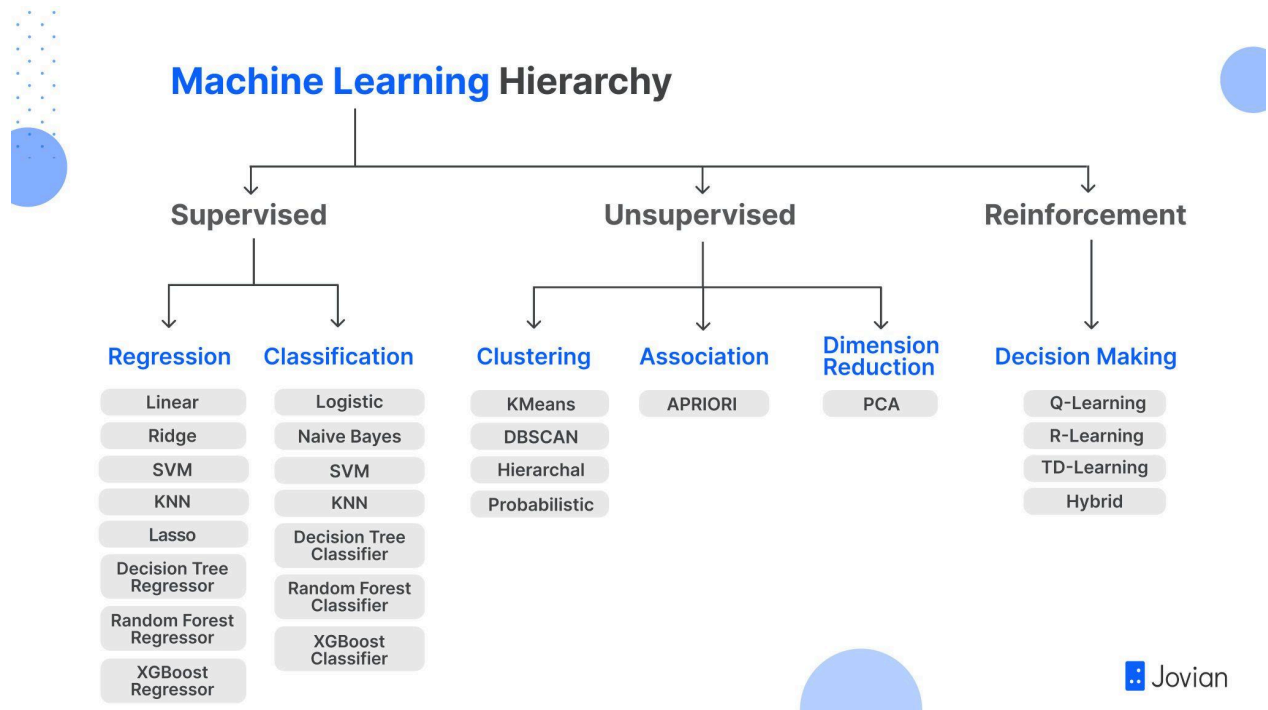 Machine Learning Hierarchy
Supervised
Unsupervised
Reinforcement
Regression
Linear
Ridge
SVM
KNN
Lasso
Decision Tree
Regressor
Random Forest
Regressor
XGBoost
Regressor
Classification
Logistic
Naive Bayes
SVM
KNN
Decision Tree
Classifier
Random Forest
Classifier
XGBoost
Classifier
Clustering
KMeans
DBSCAN
Hierarchal
Probabilistic
Association
APRIORI
Dimension
Reduction
PCA
Decision Making
Q-Learning
R-Learning
TD-Learning
Hybrid
Jovian